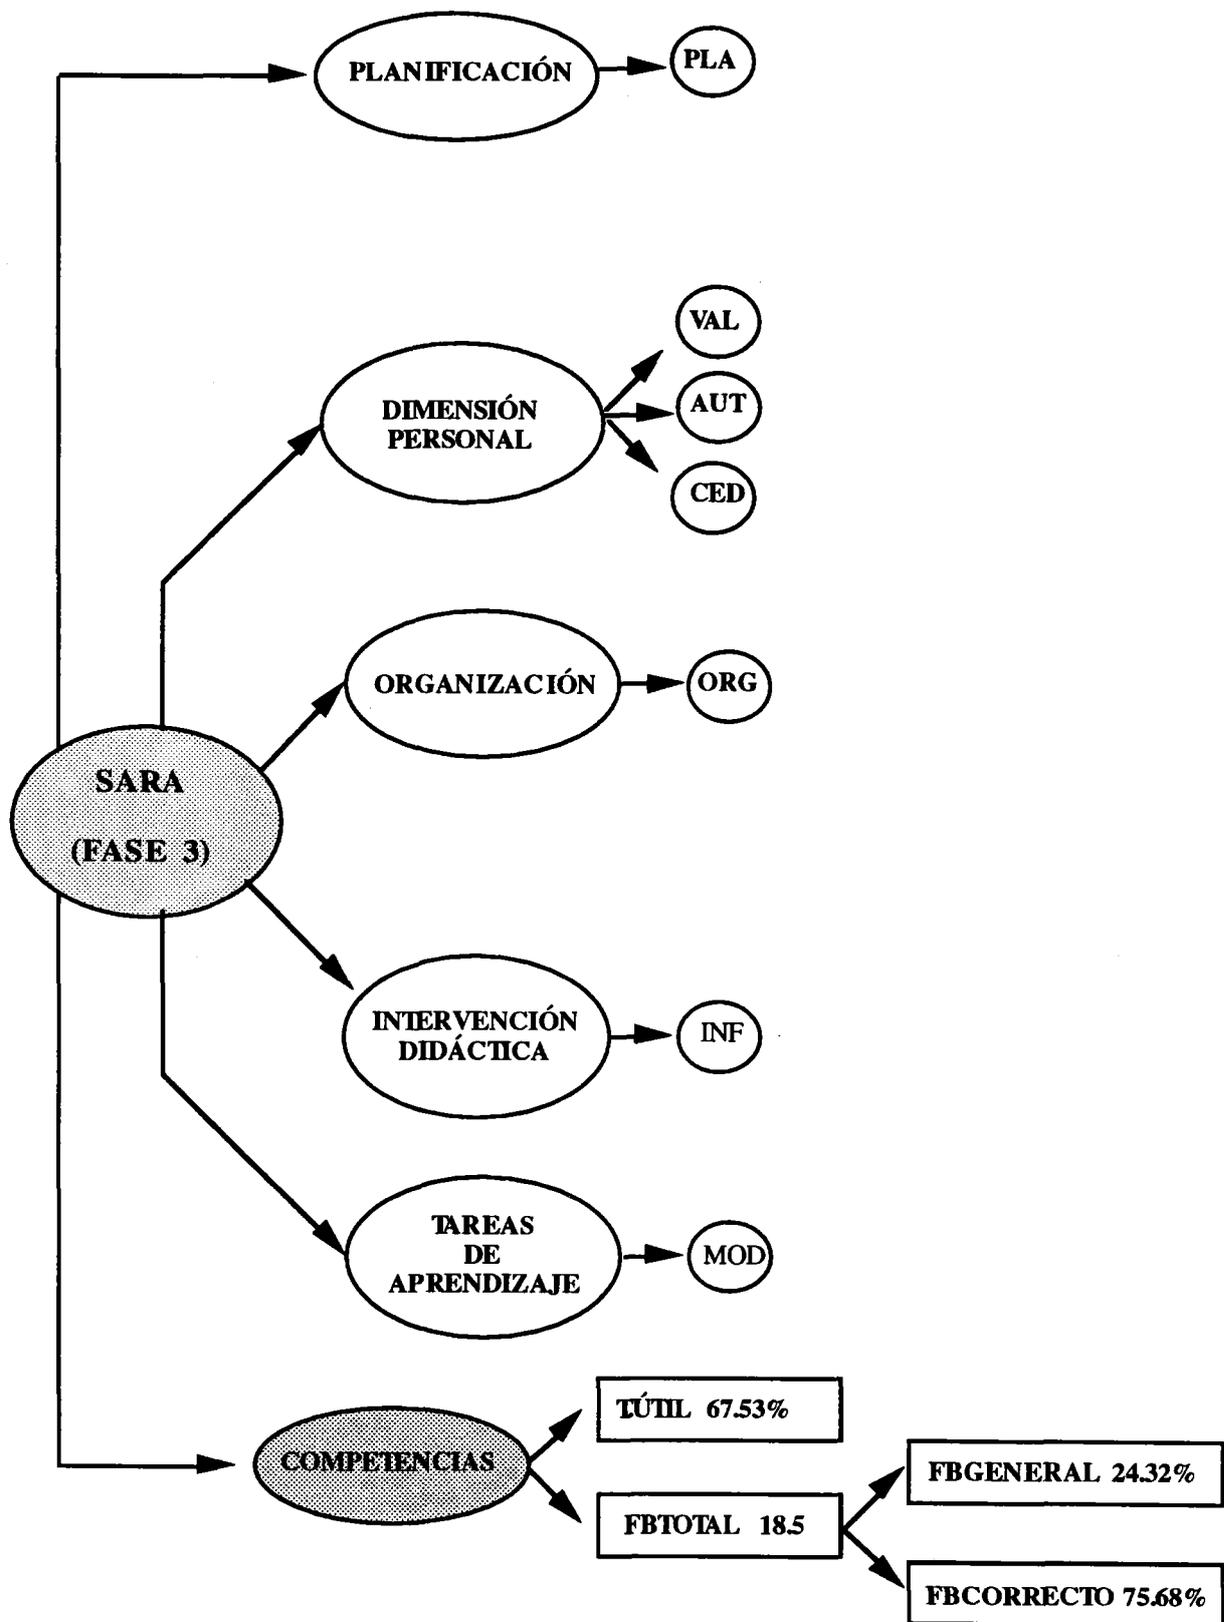 PLANIFICACIÓN
PLA
DIMENSIÓN
PERSONAL
VAL
AUT
CED
ORGANIZACIÓN
ORG
SARA
(FASE 3)
INTERVENCIÓN
DIDÁCTICA
INF
TAREAS
DE
APRENDIZAJE
MOD
COMPETENCIAS
T.ÚTIL 67.53%
FBTOTAL 18.5
FBGENERAL 24.32%
FBCORRECTO 75.68%